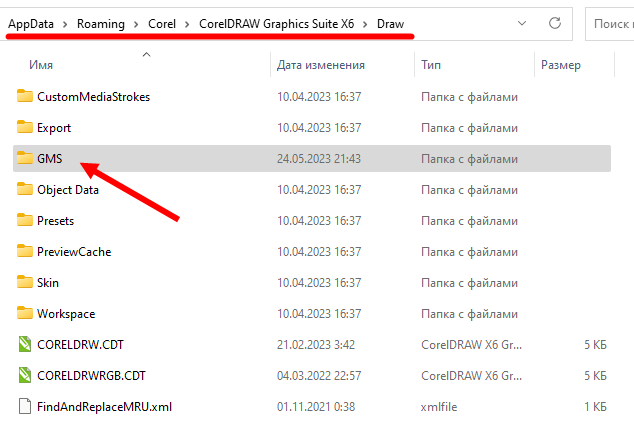 AppData > Roaming > Corel > CorelDRAW Graphics Suite X6 > Draw Поиск в
Имя Дата изменения Тип Размер
CustomMediaStrokes 10.04.2023 16:37 Папка с файлами
Export 10.04.2023 16:37 Папка с файлами
GMS 24.05.2023 21:43 Папка с файлами
Object Data 10.04.2023 16:37 Папка с файлами
Presets 10.04.2023 16:37 Папка с файлами
PreviewCache 10.04.2023 16:37 Папка с файлами
Skin 10.04.2023 16:37 Папка с файлами
Workspace 10.04.2023 16:37 Папка с файлами
CORELDRW.CDT 21.02.2023 3:42 CorelDRAW X6 Gr... 5 КБ
CORELDRWRGB.CDT 04.03.2022 22:57 CorelDRAW X6 Gr... 5 КБ
FindAndReplaceMRU.xml 01.11.2021 0:38 xmlfile 4 КБ